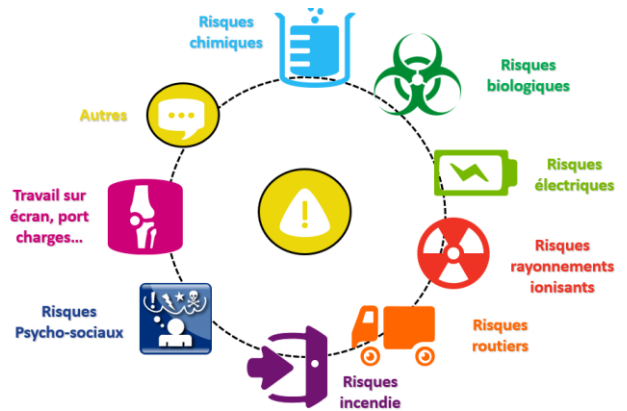 Risques
chimiques
Risques
biologiques
Risques
électriques
Risques
rayonnements
ionisants
Risques
routiers
Risques
incendie
Risques
Psycho-sociaux
Travail sur
écran, port
charges...
Autres